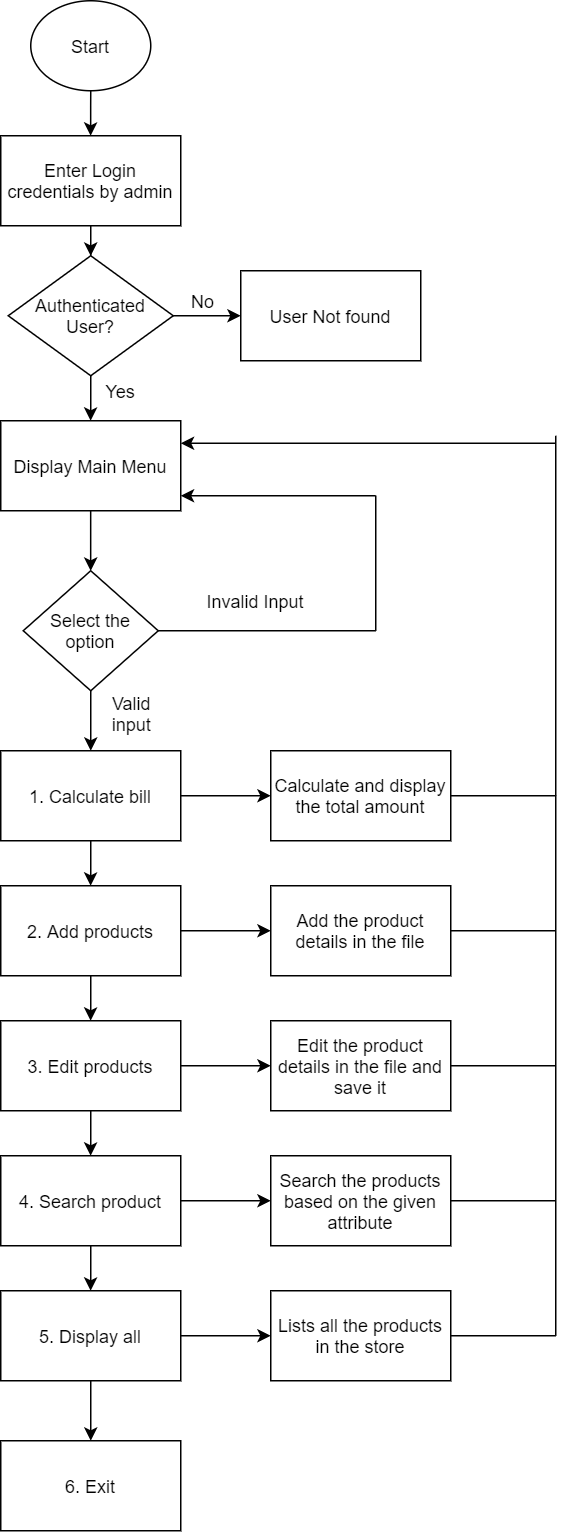 Start
Enter Login
credentials by admin
Authenticated
User?
No
User Not found
Yes
Display Main Menu
Select the
option
Invalid Input
Valid
input
1. Calculate bill
Calculate and display
the total amount
2. Add products
Add the product
details in the file
3. Edit products
Edit the product
details in the file and
save it
4. Search product
Search the products
based on the given
attribute
5. Display all
Lists all the products
in the store
6. Exit